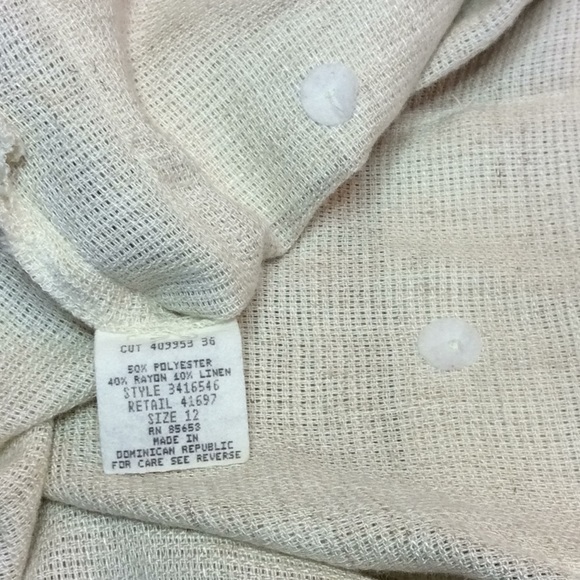 CUT 409953 36
50% POLYESTER
40% RAYON 10% LINEN
STYLE 3416546
RETAIL 41697
SIZE 12
RN 85653
MADE IN
DOMINICAN REPUBLIC
FOR CARE SEE REVERSE